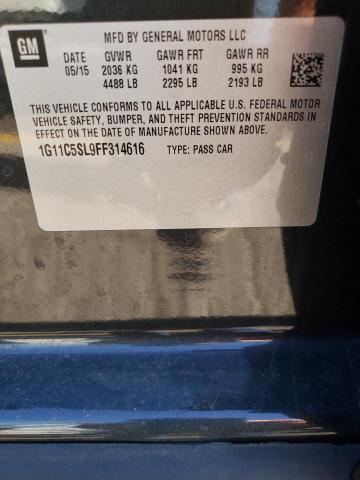 GM
MFD BY GENERAL MOTORS LLC
DATE GVWR GAWR FRT GAWR RR
05/15 2036 KG 1041 KG 995 KG
4488 LB 2295 LB 2193 LB
THIS VEHICLE CONFORMS TO ALL APPLICABLE U.S. FEDERAL MOTOR
VEHICLE SAFETY, BUMPER, AND THEFT PREVENTION STANDARDS
IN EFFECT ON THE DATE OF MANUFACTURE SHOWN ABOVE.
1G11C5SL9FF314616 TYPE: PASS CAR